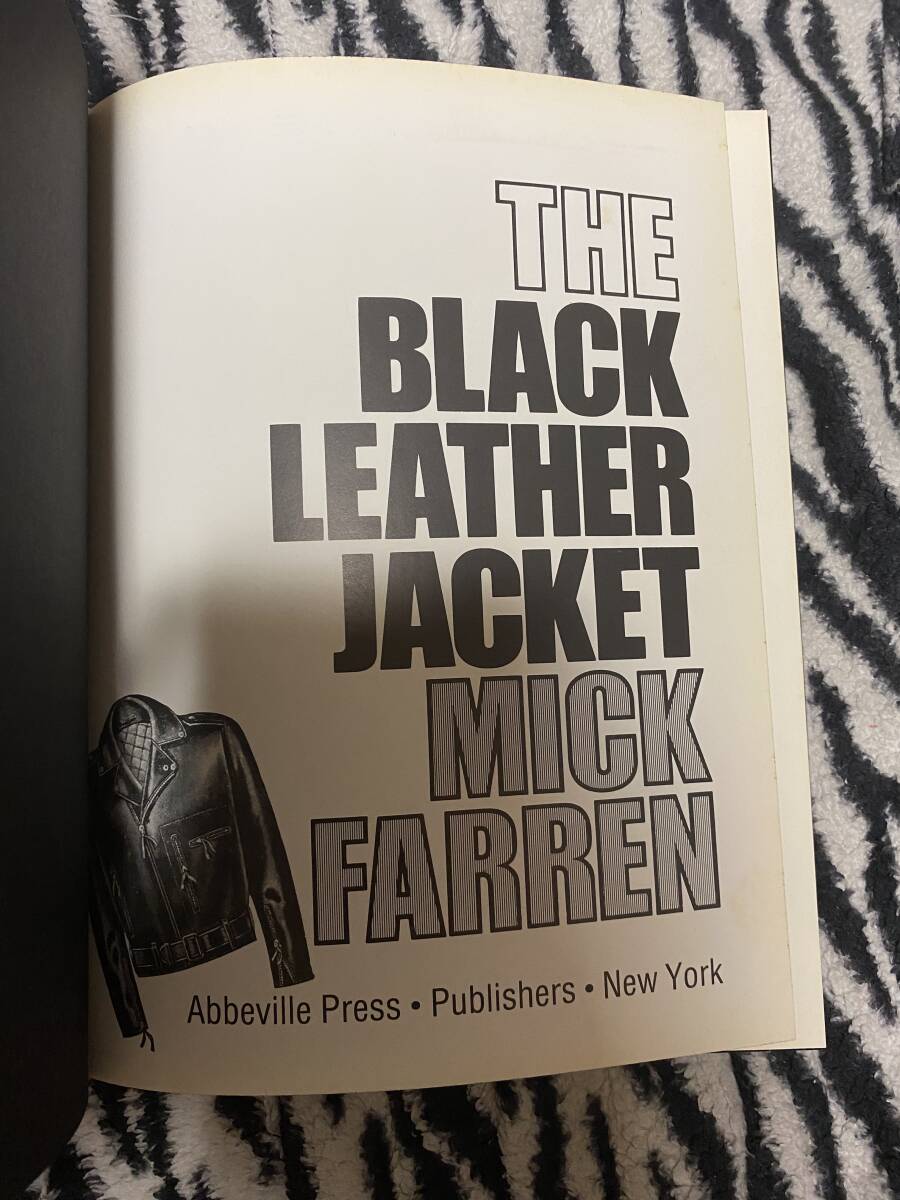 THE
BLACK
LEATHER
JACKET
MICK
FARREN
Abbeville Press • Publishers • New York